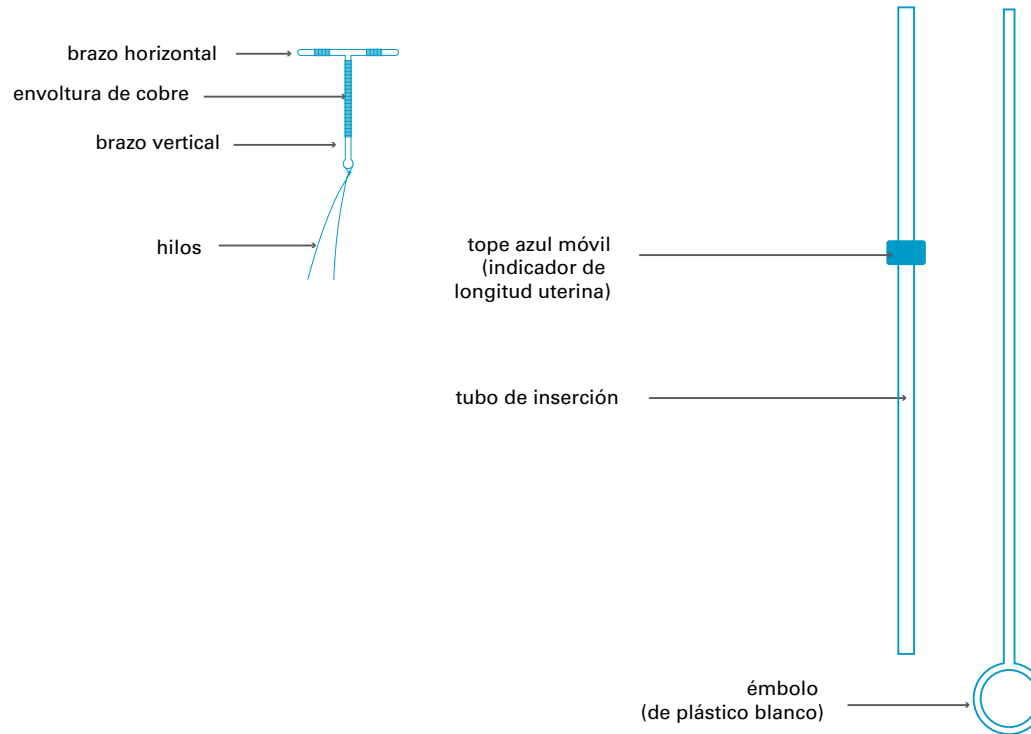 brazo horizontal
envoltura de cobre
brazo vertical
hilos
tope azul móvil
(indicador de
longitud uterina)
tubo de inserción
émbolo
(de plástico blanco)